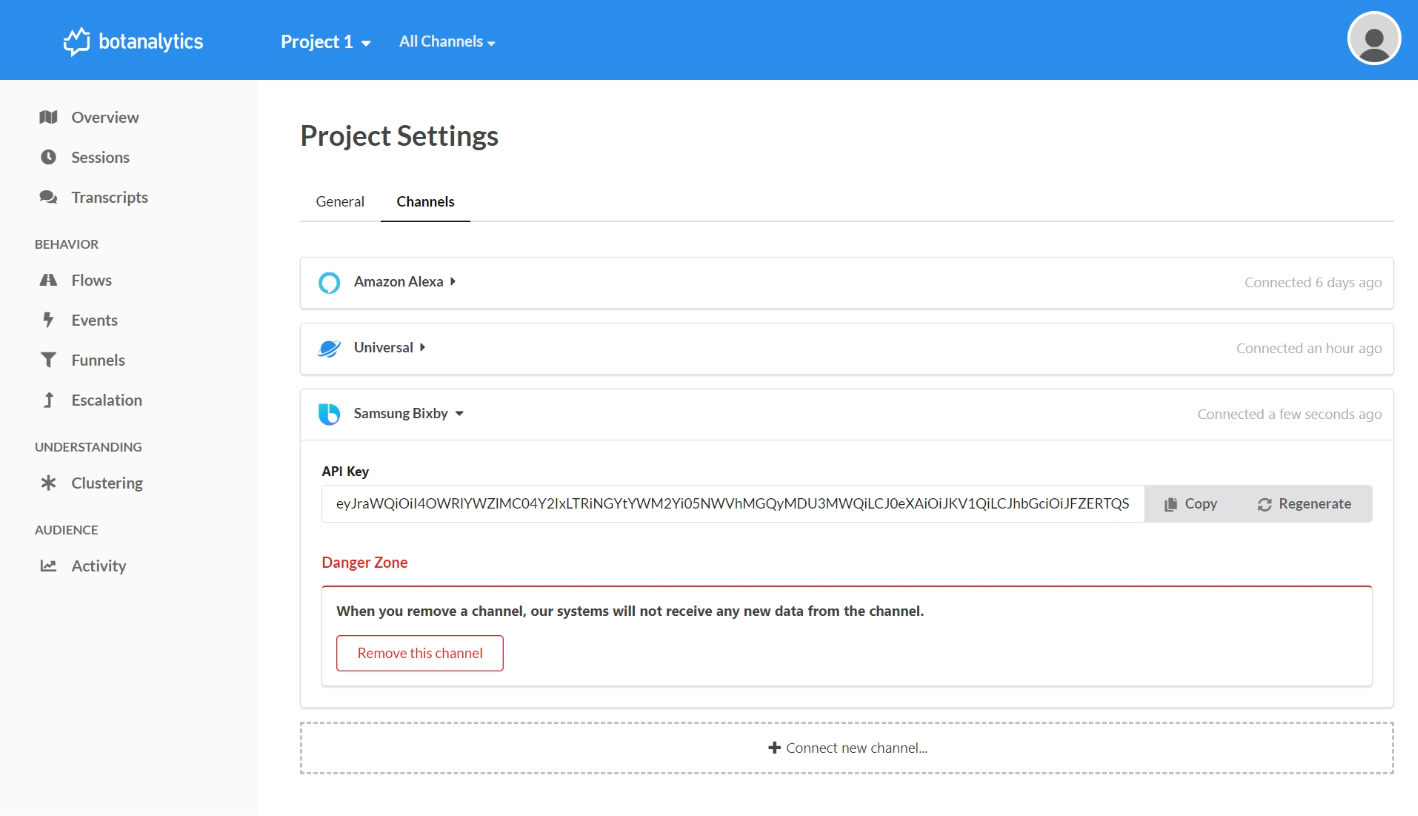 botanalytics
Project 1
All Channels
Overview
Sessions
Transcripts
BEHAVIOR
Flows
Events
Funnels
Escalation
UNDERSTANDING
Clustering
AUDIENCE
Activity
Project Settings
General
Channels
Amazon Alexa
Connected 6 days ago
Universal
Connected an hour ago
Samsung Bixby
Connected a few seconds ago
API Key
eyJraWQiOiI4OWRlYWZlMC04Y2IxLTRiNGYtYWM2Yi05NWVhMGQyMDU3MWQiLCJ0eXAiOiJKV1QiLCJhbGciOiJFZERTQS
Copy
Regenerate
Danger Zone
When you remove a channel, our systems will not receive any new data from the channel.
Remove this channel
Connect new channel...